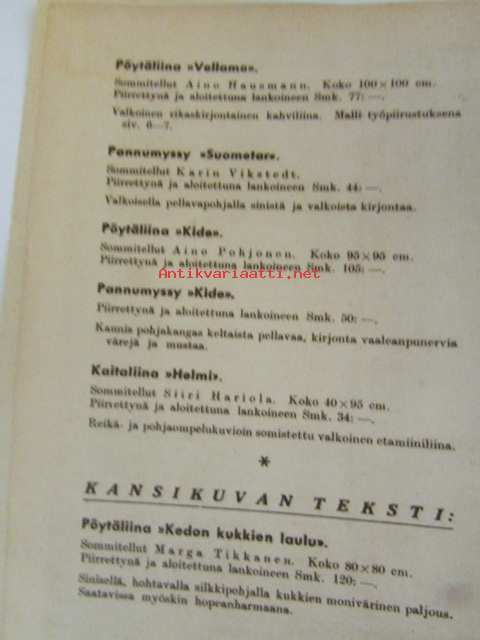 Pöytäliina »Vellamo».
Sommitellut Aino Hausmann. Koko 100×100 cm.
Piirrettynä ja aloitettuna lankoineen Smk. 77:—.
Valkoinen rikaskirjontainen kahviliina. Malli työpiirustuksena
siv. 6—7.
Pannumyssy »Suometar».
Sommitellut Karin Vikstedt.
Piirrettynä ja aloitettuna lankoineen Smk. 44:—.
Valkoisella pellavapohjalla sinistä ja valkoista kirjontaa.
Pöytäliina »Kide».
Sommitellut Aino Pohjonen. Koko 95×95 cm.
Piirrettynä ja aloitettuna lankoineen Smk. 105:—.
Antikvariaatti.net
Pannumyssy »Kide».
Piirrettynä ja aloitettuna lankoineen Smk. 50:—.
Kaunis pohjakangas keltaista pellavaa, kirjonta vaaleanpunervia
värejä ja mustaa.
Kaitaliina »Helmi».
Sommitellut Siiri Hariola. Koko 40×95 cm.
Piirrettynä ja aloitettuna lankoineen Smk. 34:—.
Reikä- ja pohjaompelukuvioin somistettu valkoinen etamiiniliina.
*
KANSIKUVAN TEKSTI:
Pöytäliina »Kedon kukkien laulu».
Sommitellut Marga Tikkanen. Koko 80×80 cm.
Piirrettynä ja aloitettuna lankoineen Smk. 120:—.
Sinisellä, hohtavalla silkkipohjalla kukkien monivärinen paljous.
Saatavissa myöskin hopeanharmaana.